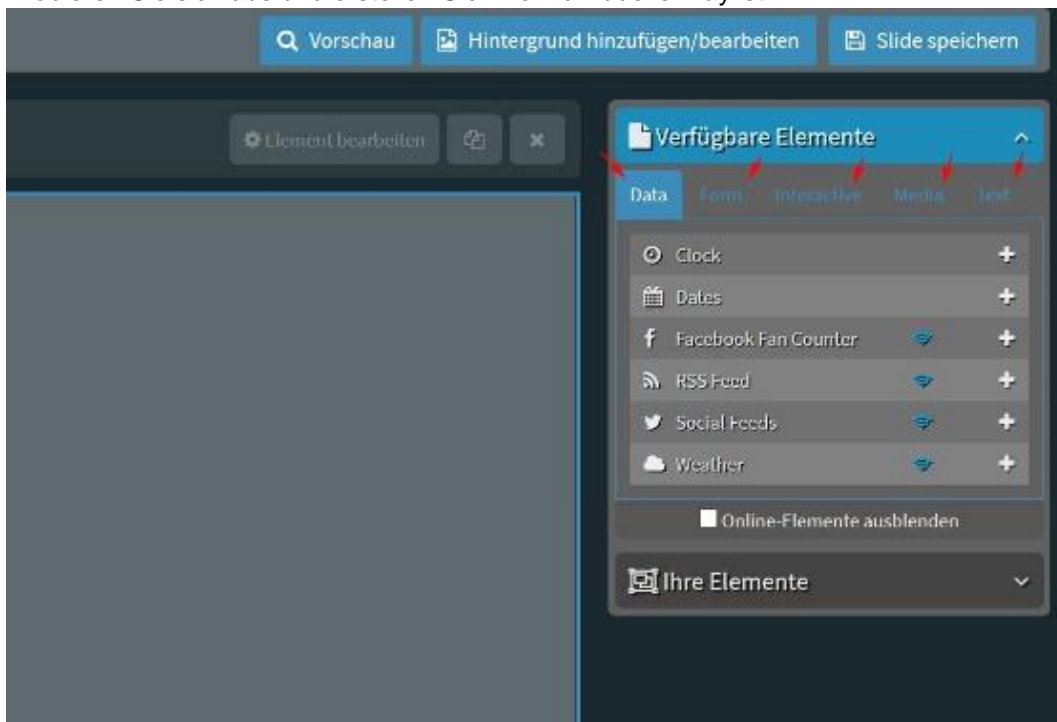 Vorschau
Hintergrund hinzufügen/bearbeiten
Slide speichern
Element bearbeiten
Verfügbare Elemente
Data Form Interactive Media Text
Clock
Dates
Facebook Fan Counter
RSS Feed
Social Feeds
Weather
Online-Elemente ausblenden
Ihre Elemente